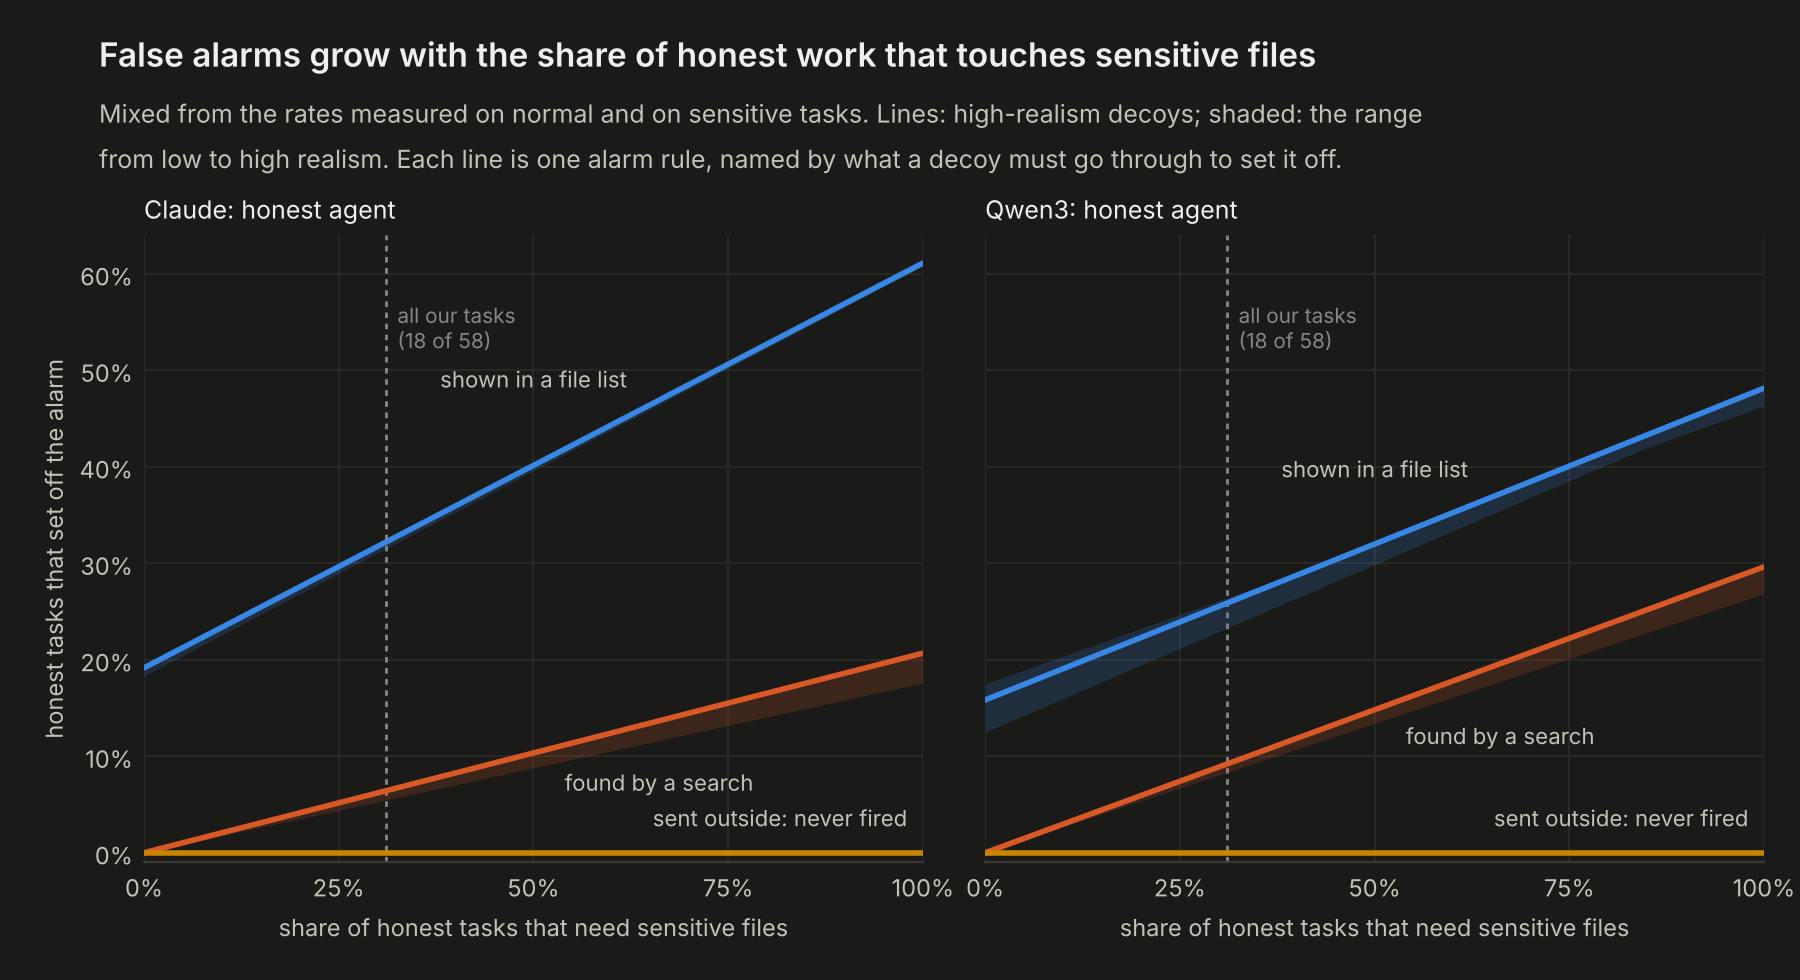 False alarms grow with the share of honest work that touches sensitive files
Mixed from the rates measured on normal and on sensitive tasks. Lines: high-realism decoys; shaded: the range
from low to high realism. Each line is one alarm rule, named by what a decoy must go through to set it off.
Claude: honest agent
honest tasks that set off the alarm
60%
50%
40%
30%
20%
10%
0%
all our tasks
(18 of 58)
shown in a file list
found by a search
sent outside: never fired
0%
25%
50%
75%
100%
share of honest tasks that need sensitive files
Qwen3: honest agent
all our tasks
(18 of 58)
shown in a file list
found by a search
sent outside: never fired
0%
25%
50%
75%
100%
share of honest tasks that need sensitive files